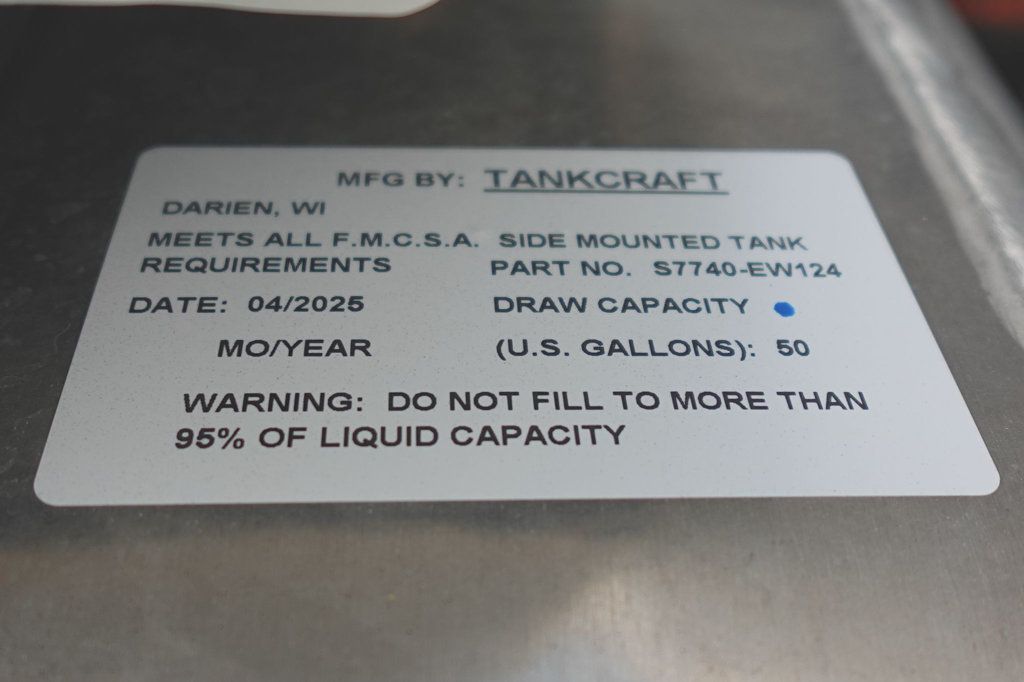 MFG BY: TANKCRAFT
DARIEN, WI
MEETS ALL F.M.C.S.A. SIDE MOUNTED TANK
REQUIREMENTS PART NO. S7740-EW124
DATE: 04/2025 DRAW CAPACITY
MO/YEAR (U.S. GALLONS): 50
WARNING: DO NOT FILL TO MORE THAN
95% OF LIQUID CAPACITY